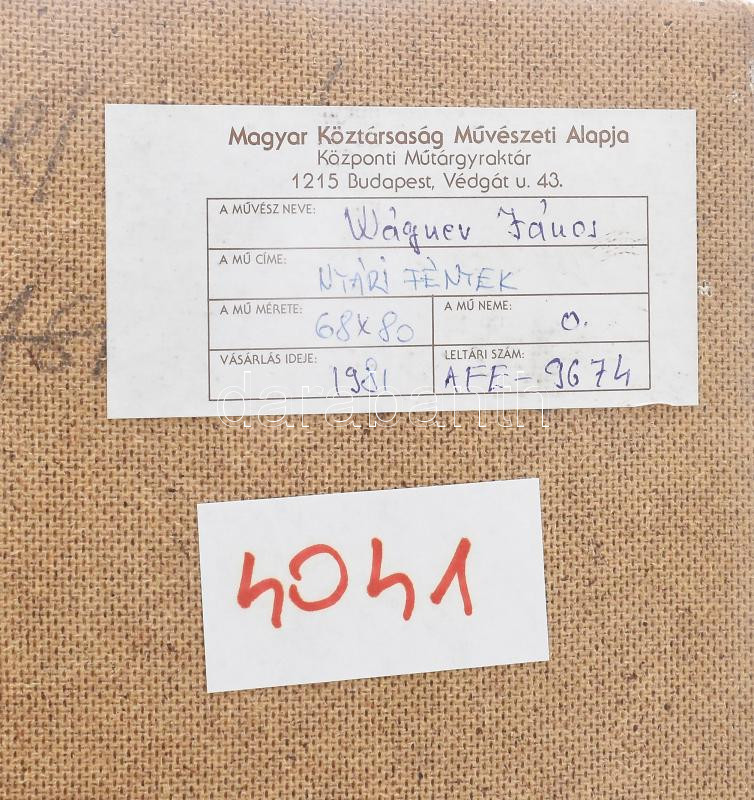 Magyar Köztársaság Művészeti Alapja
Központi Műtárgyraktár
1215 Budapest, Védgát u. 43.
A MŰVÉSZ NEVE: Wágner János
A MŰ CÍME: NYÁRI FÉNYEK
A MŰ MÉRETE: 68x80 A MŰ NEME: o.
VÁSÁRLÁS IDEJE: 1981 LELTÁRI SZÁM: AFE-9674
darabanth
4041